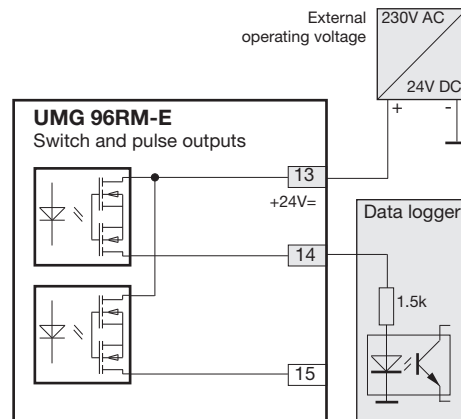 External
operating voltage
230V AC
24V DC
+ -
UMG 96RM-E
Switch and pulse outputs
13
+24V=
Data logger
14
1.5k
15